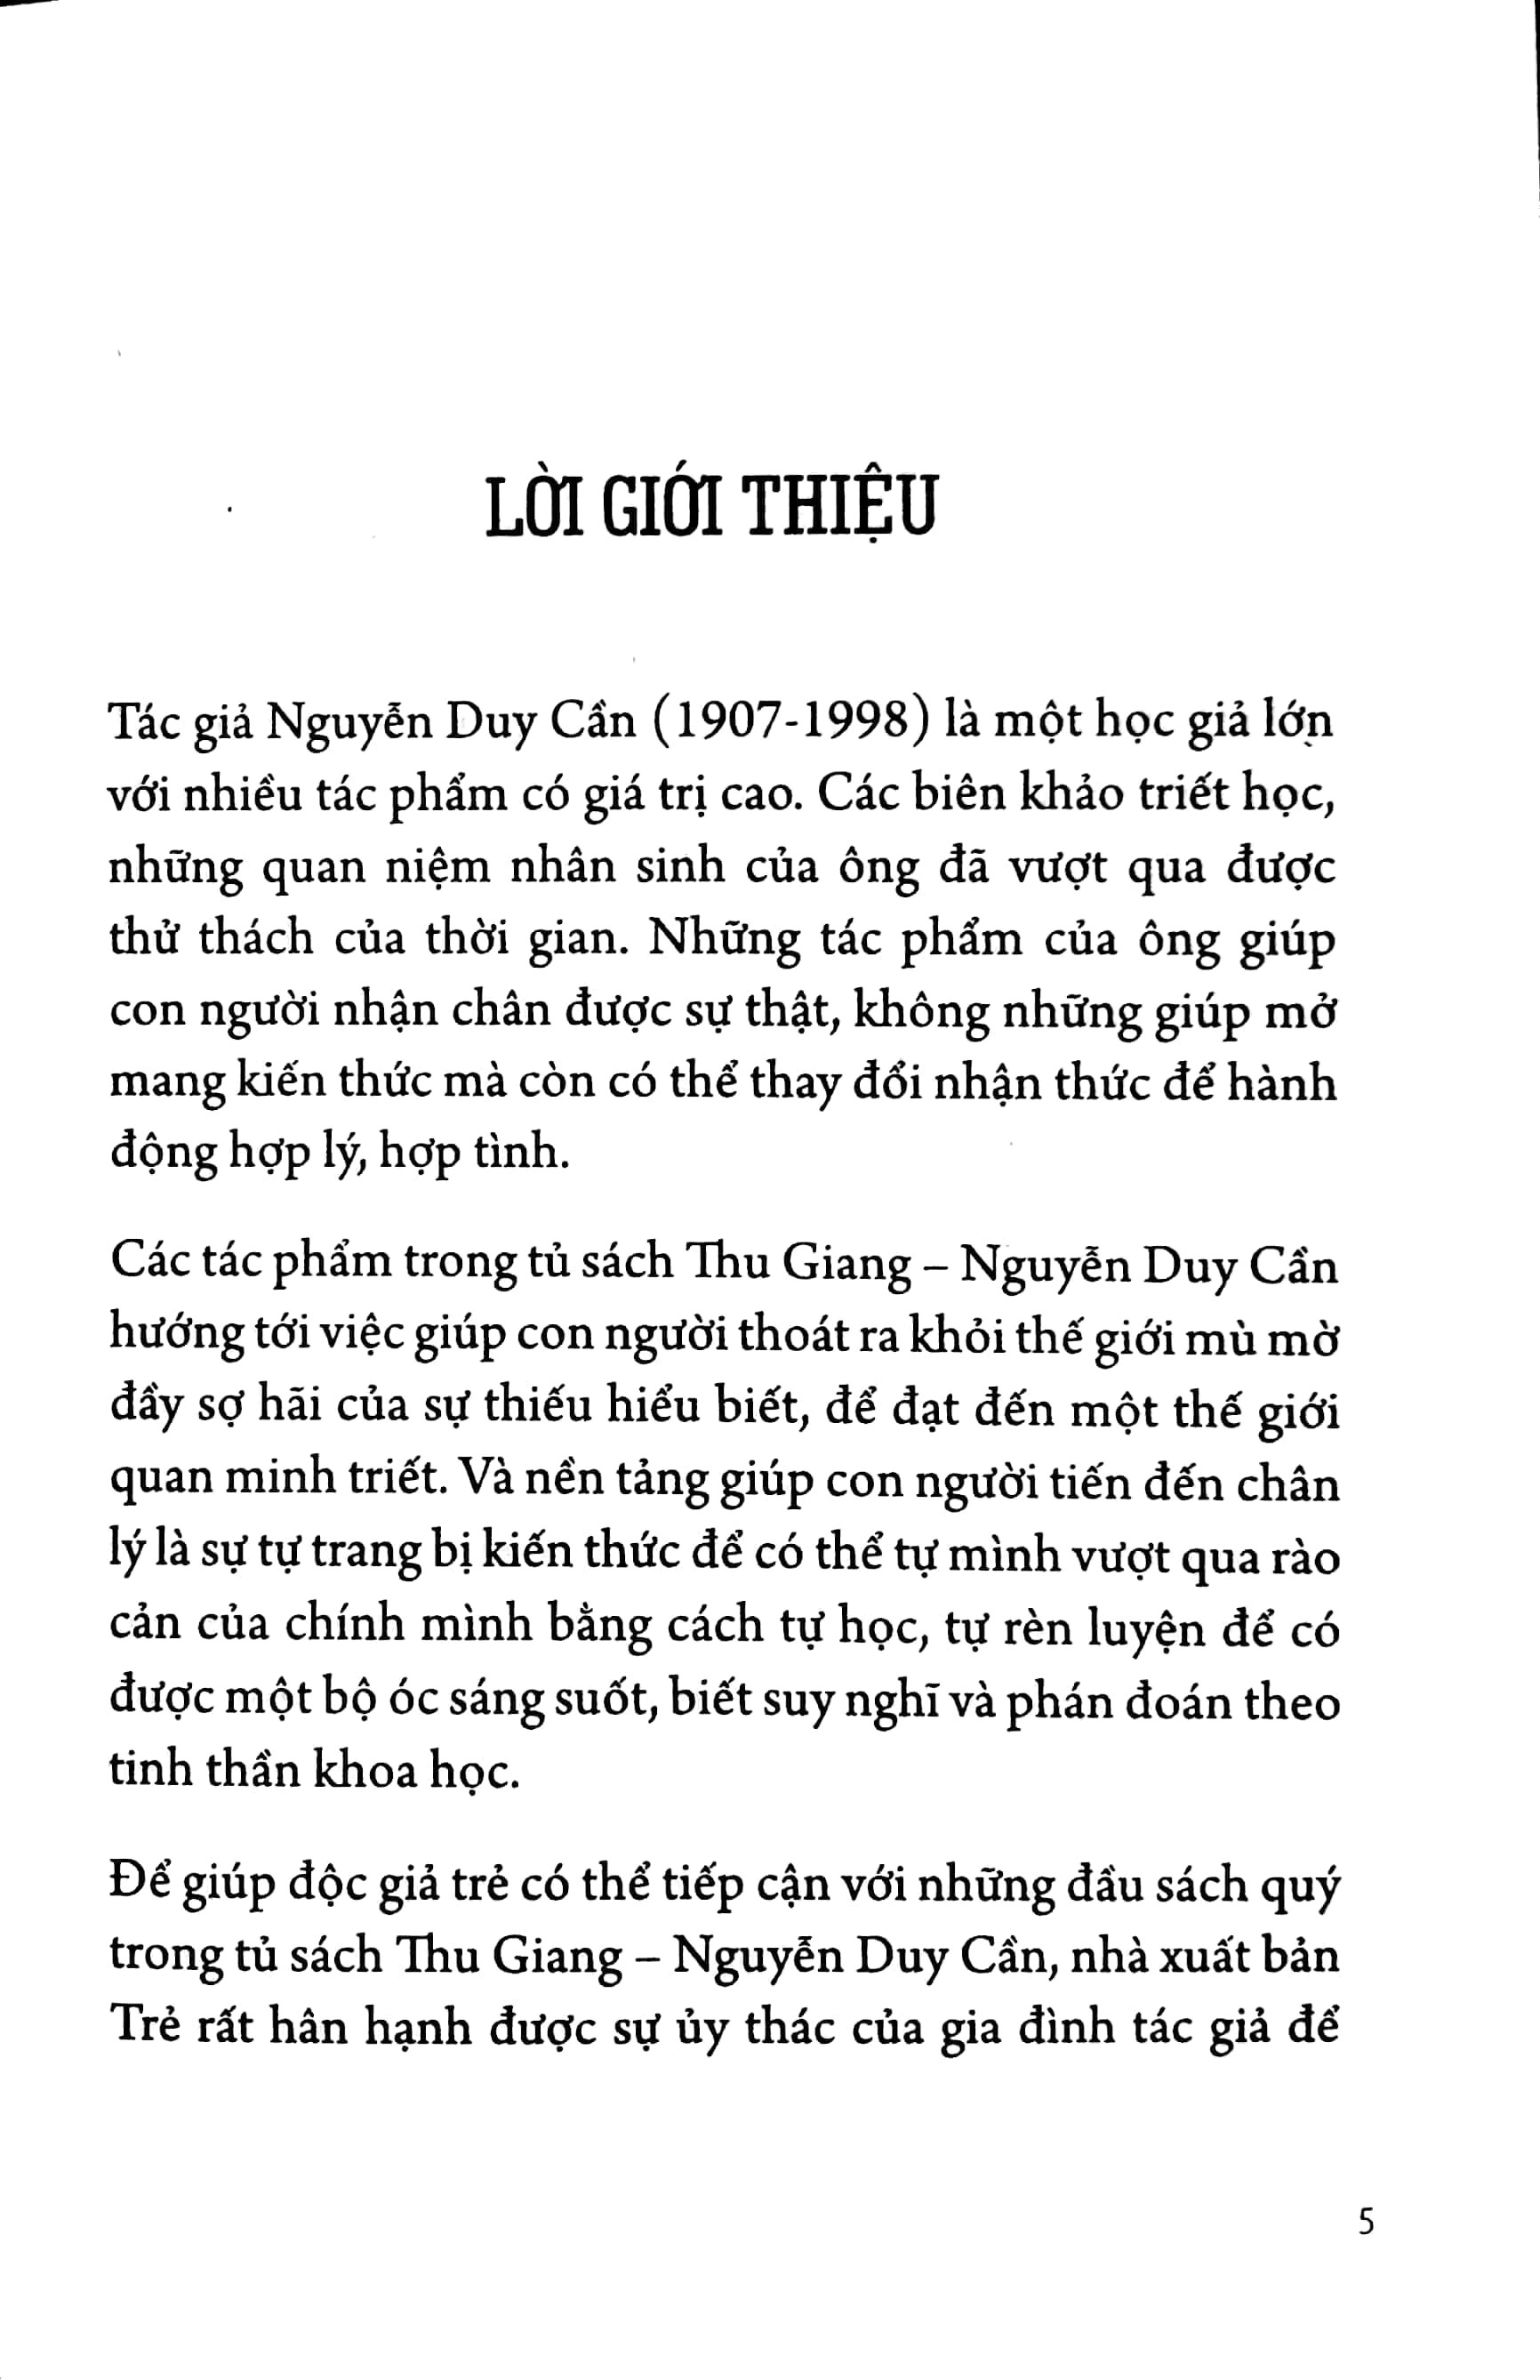 LỜI GIỚI THIỆU
Tác giả Nguyễn Duy Cần (1907-1998) là một học giả lớn
với nhiều tác phẩm có giá trị cao. Các biên khảo triết học,
những quan niệm nhân sinh của ông đã vượt qua được
thử thách của thời gian. Những tác phẩm của ông giúp
con người nhận chân được sự thật, không những giúp mở
mang kiến thức mà còn có thể thay đổi nhận thức để hành
động hợp lý, hợp tình.
Các tác phẩm trong tủ sách Thu Giang – Nguyễn Duy Cần
hướng tới việc giúp con người thoát ra khỏi thế giới mù mờ
đầy sợ hãi của sự thiếu hiểu biết, để đạt đến một thế giới
quan minh triết. Và nền tảng giúp con người tiến đến chân
lý là sự tự trang bị kiến thức để có thể tự mình vượt qua rào
cản của chính mình bằng cách tự học, tự rèn luyện để có
được một bộ óc sáng suốt, biết suy nghĩ và phán đoán theo
tinh thần khoa học.
Để giúp độc giả trẻ có thể tiếp cận với những đầu sách quý
trong tủ sách Thu Giang – Nguyễn Duy Cần, nhà xuất bản
Trẻ rất hân hạnh được sự ủy thác của gia đình tác giả để
5